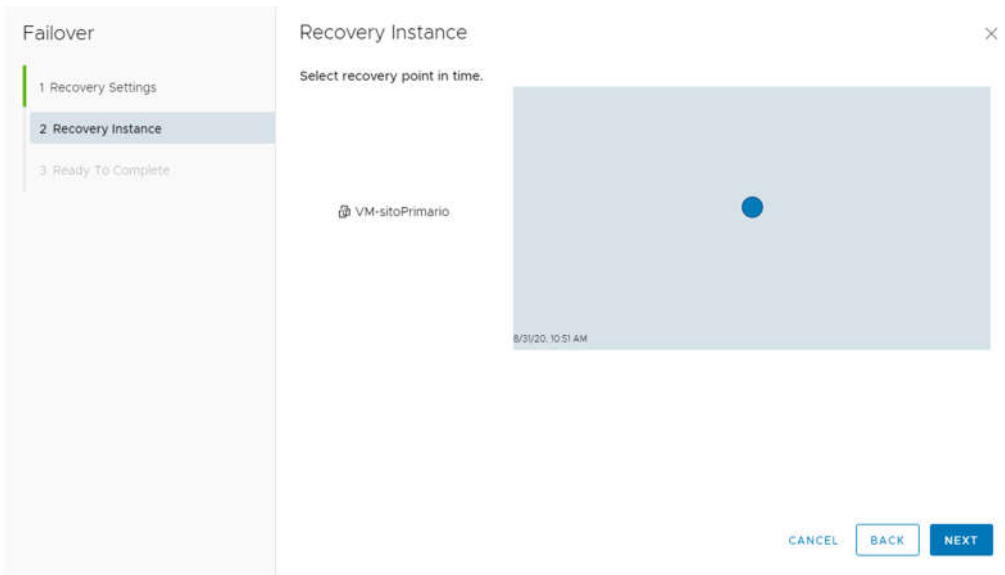 Failover
1 Recovery Settings
2 Recovery Instance
3 Ready To Complete
Recovery Instance
Select recovery point in time.
VM-sitoPrimario
8/31/20, 10:51 AM
CANCEL
BACK
NEXT